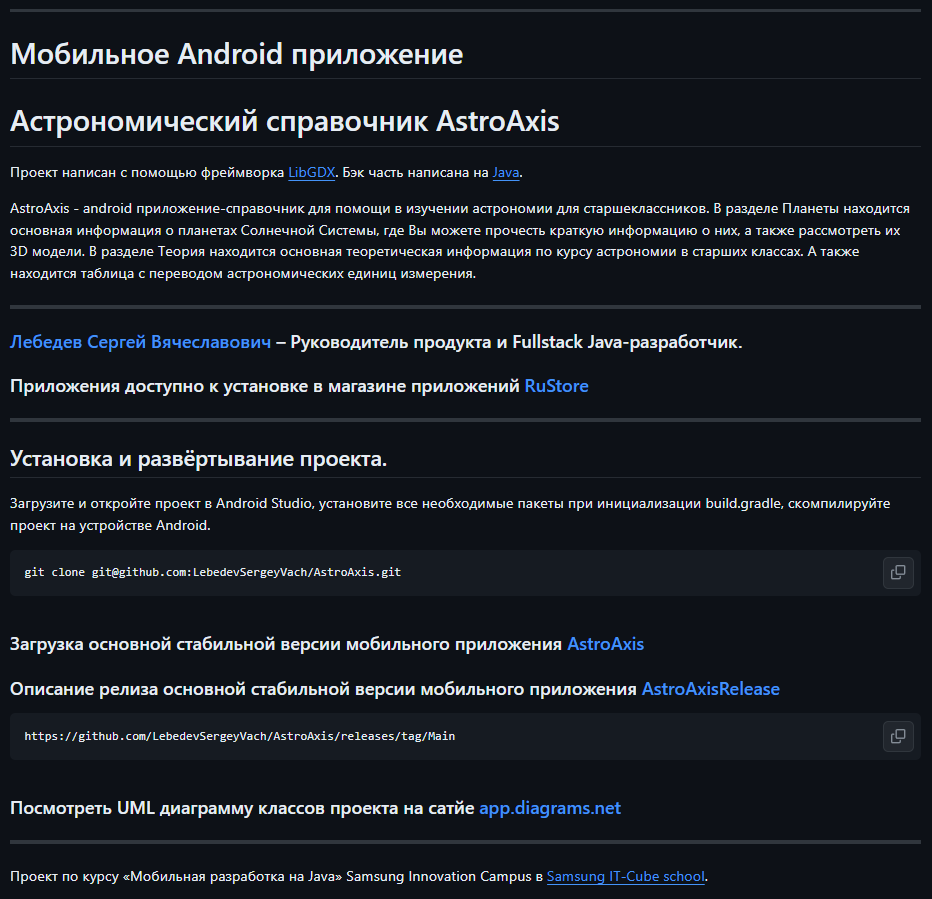 Мобильное Android приложение
Астрономический справочник AstroAxis
Проект написан с помощью фреймворка LibGDX. Бэк часть написана на Java.
AstroAxis - android приложение-справочник для помощи в изучении астрономии для старшеклассников. В разделе Планеты находится
основная информация о планетах Солнечной Системы, где Вы можете прочесть краткую информацию о них, а также рассмотреть их
3D модели. В разделе Теория находится основная теоретическая информация по курсу астрономии в старших классах. А также
находится таблица с переводом астрономических единиц измерения.
Лебедев Сергей Вячеславович – Руководитель продукта и Fullstack Java-разработчик.
Приложения доступно к установке в магазине приложений RuStore
Установка и развёртывание проекта.
Загрузите и откройте проект в Android Studio, установите все необходимые пакеты при инициализации build.gradle, скомпилируйте
проект на устройстве Android.
git clone git@github.com:LebedevSergeyVach/AstroAxis.git
Загрузка основной стабильной версии мобильного приложения AstroAxis
Описание релиза основной стабильной версии мобильного приложения AstroAxisRelease
https://github.com/LebedevSergeyVach/AstroAxis/releases/tag/Main
Посмотреть UML диаграмму классов проекта на сатйе app.diagrams.net
Проект по курсу «Мобильная разработка на Java» Samsung Innovation Campus в Samsung IT-Cube school.